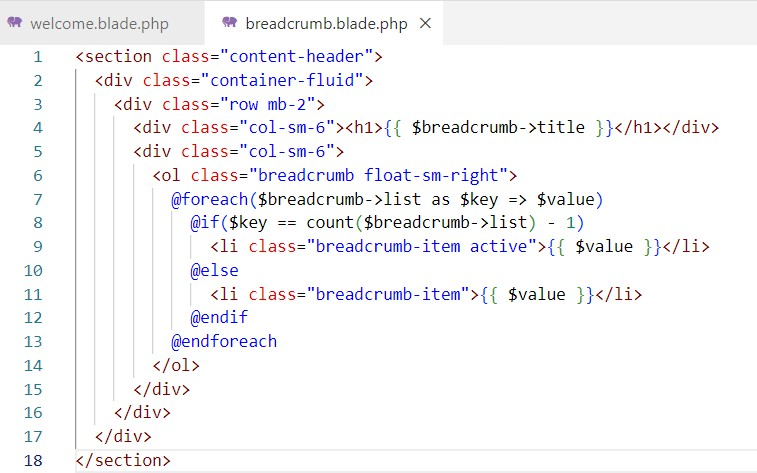 welcome.blade.php breadcrumb.blade.php ×
1 <section class="content-header">
2 <div class="container-fluid">
3 <div class="row mb-2">
4 <div class="col-sm-6"><h1>{{ $breadcrumb->title }}</h1></div>
5 <div class="col-sm-6">
6 <ol class="breadcrumb float-sm-right">
7 @foreach($breadcrumb->list as $key => $value)
8 @if($key == count($breadcrumb->list) - 1)
9 <li class="breadcrumb-item active">{{ $value }}</li>
10 @else
11 <li class="breadcrumb-item">{{ $value }}</li>
12 @endif
13 @endforeach
14 </ol>
15 </div>
16 </div>
17 </div>
18 </section>